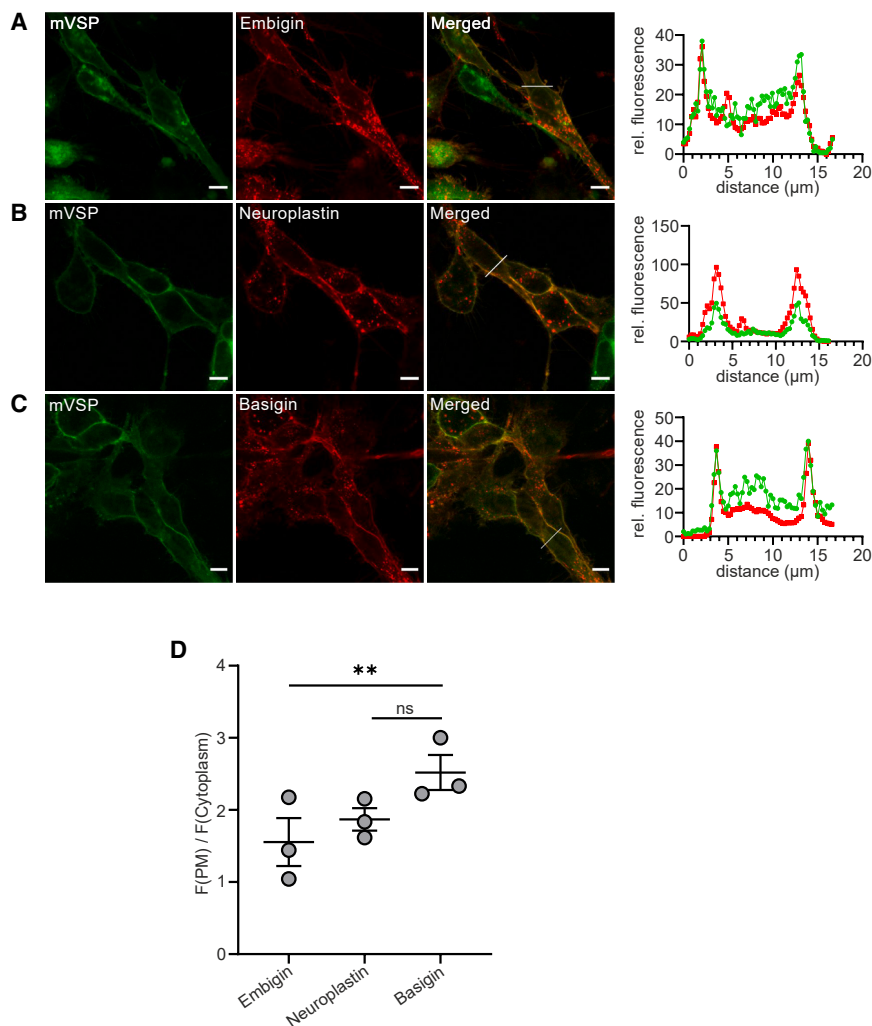 A
mVSP
Embigin
Merged
rel. fluorescence
40
30
20
10
0
0
5
10
15
20
distance (µm)
B
mVSP
Neuroplastin
Merged
rel. fluorescence
150
100
50
0
0
5
10
15
20
distance (µm)
C
mVSP
Basigin
Merged
rel. fluorescence
50
40
30
20
10
0
0
5
10
15
20
distance (µm)
D
F(PM) / F(Cytoplasm)
4
3
2
1
0
**
ns
Embigin
Neuroplastin
Basigin